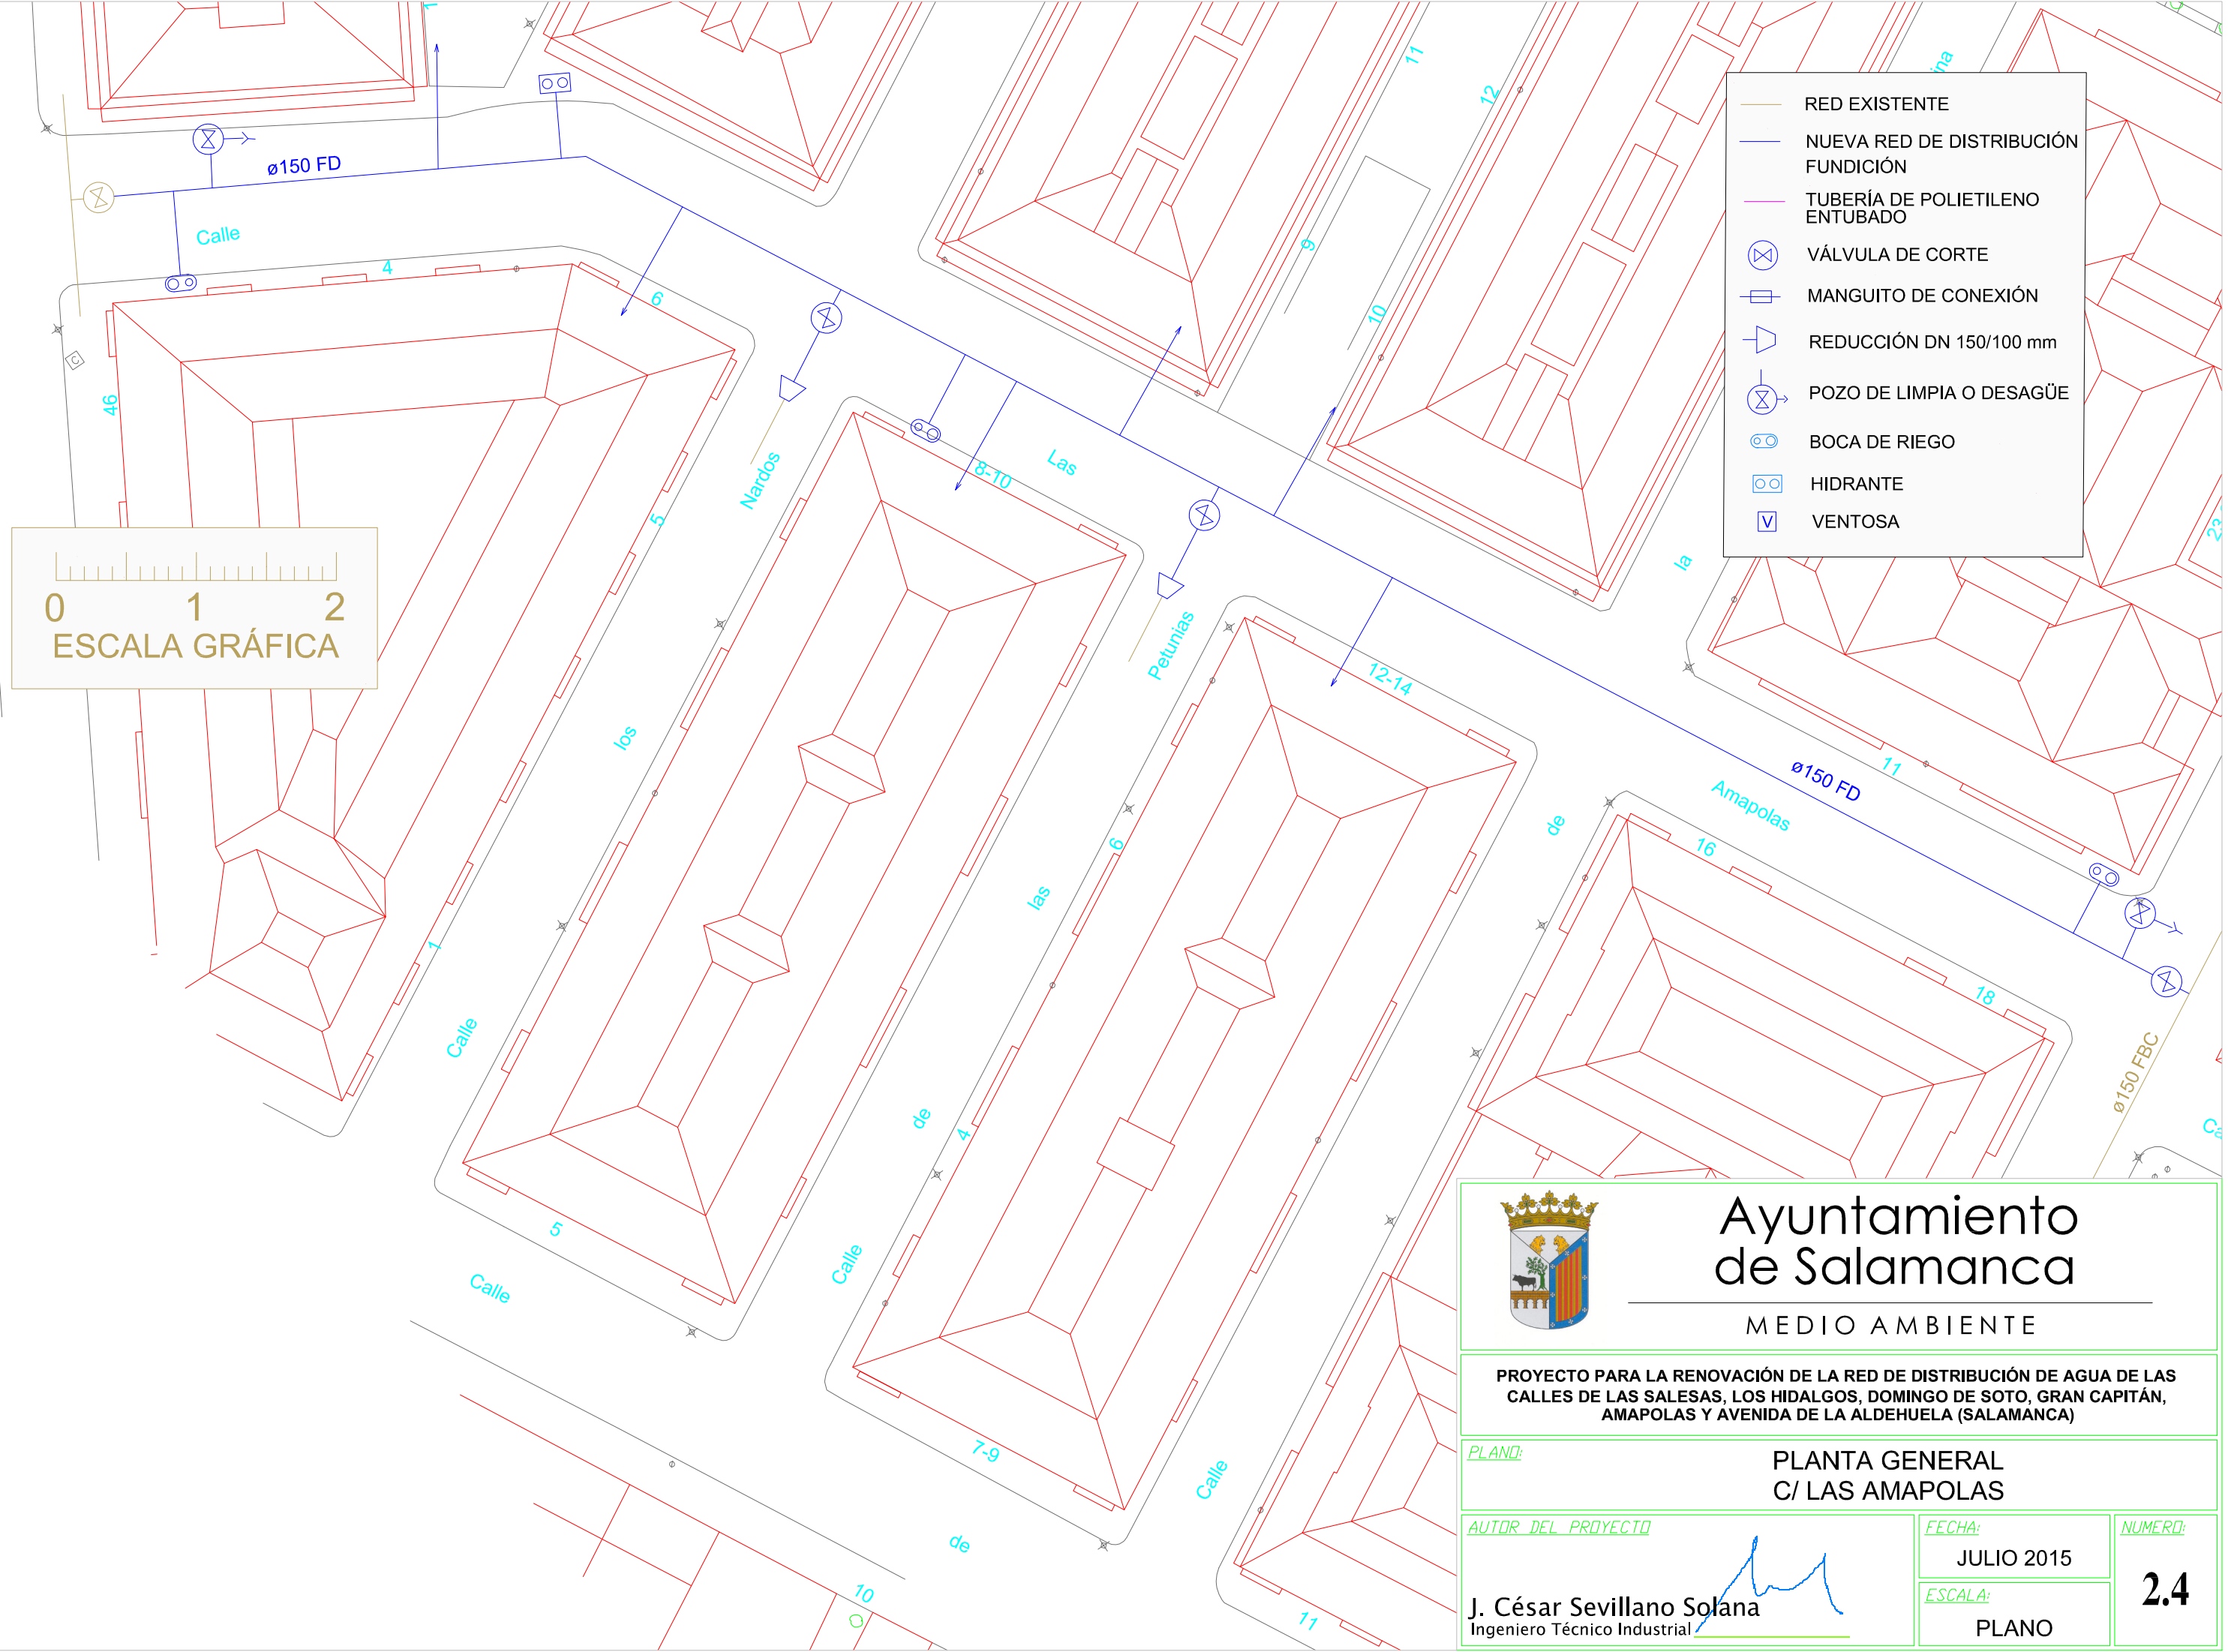 1
11
12
ina
ø150 FD
Calle
4
6
9
10
46
5
Nardos
8-10
Las
la
Petunias
12-14
23
los
las
6
de
ø150 FD
11
Amapolas
16
18
1
Calle
de
4
ø150 FBC
Ca
5
Calle
Calle
7-9
Calle
de
10
11
C
RED EXISTENTE
NUEVA RED DE DISTRIBUCIÓN
FUNDICIÓN
TUBERÍA DE POLIETILENO
ENTUBADO
VÁLVULA DE CORTE
MANGUITO DE CONEXIÓN
REDUCCIÓN DN 150/100 mm
POZO DE LIMPIA O DESAGÜE
BOCA DE RIEGO
HIDRANTE
V VENTOSA
0 1 2
ESCALA GRÁFICA
Ayuntamiento
de Salamanca
MEDIO AMBIENTE
PROYECTO PARA LA RENOVACIÓN DE LA RED DE DISTRIBUCIÓN DE AGUA DE LAS
CALLES DE LAS SALESAS, LOS HIDALGOS, DOMINGO DE SOTO, GRAN CAPITÁN,
AMAPOLAS Y AVENIDA DE LA ALDEHUELA (SALAMANCA)
PLANO:
PLANTA GENERAL
C/ LAS AMAPOLAS
AUTOR DEL PROYECTO
J. César Sevillano Solana
Ingeniero Técnico Industrial
FECHA:
JULIO 2015
ESCALA:
PLANO
NUMERO:
2.4